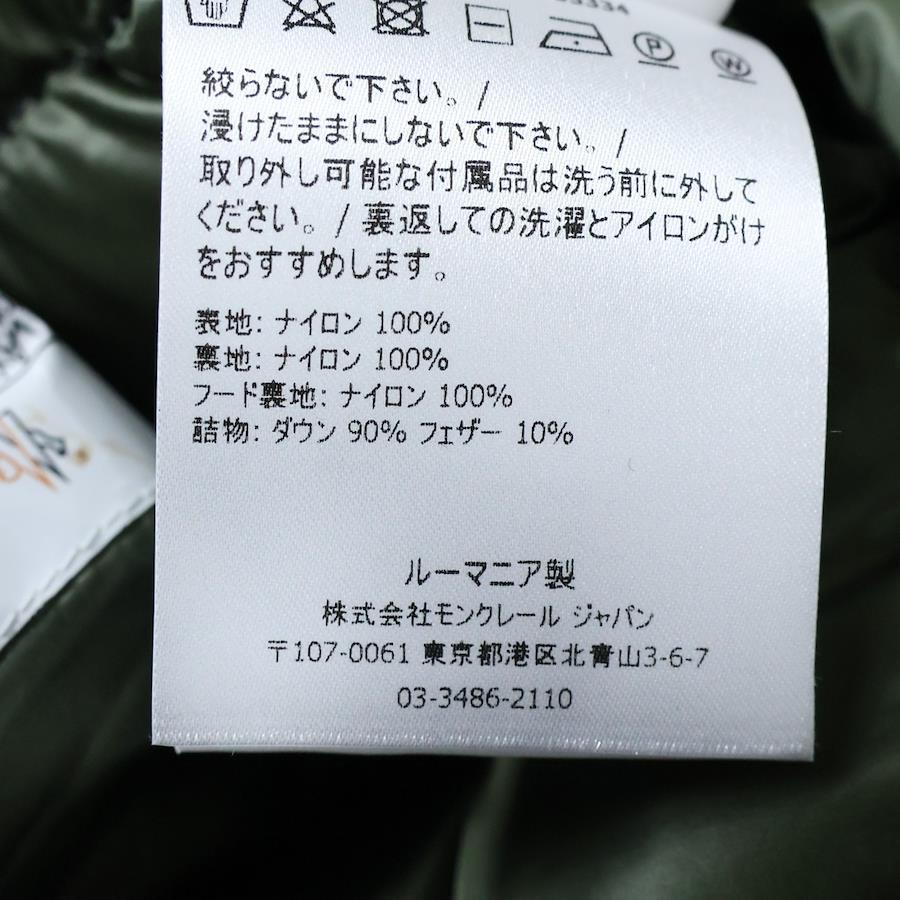 絞らないで下さい。/
浸けたままにしないで下さい。/
取り外し可能な付属品は洗う前に外して
ください。/ 裏返しての洗濯とアイロンがけ
をおすすめします。
表地: ナイロン 100%
裏地: ナイロン 100%
フード裏地: ナイロン 100%
詰物: ダウン 90% フェザー 10%
ルーマニア製
株式会社モンクレール ジャパン
〒107-0061 東京都港区北青山3-6-7
03-3486-2110
P
W